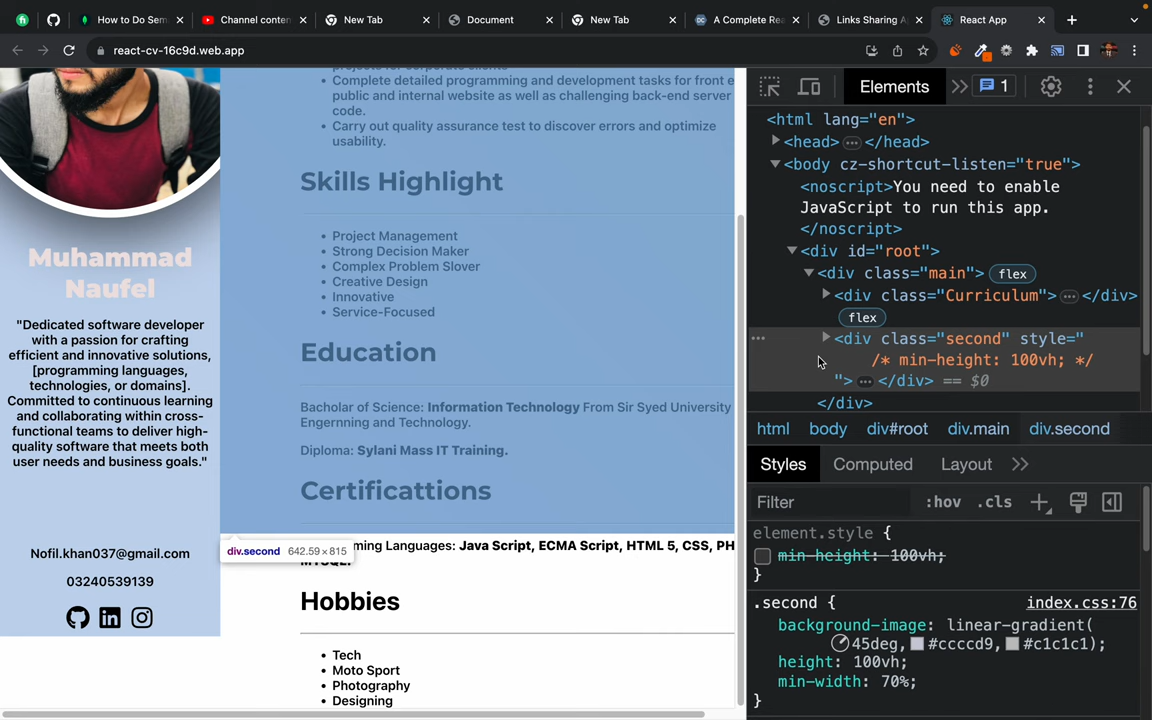 How to Do Sem
Channel conten
New Tab
Document
New Tab
A Complete Rea
Links Sharing A
React App
react-cv-16c9d.web.app
projects for corporate clients
Complete detailed programming and development tasks for front e
public and internal website as well as challenging back-end server
code.
Carry out quality assurance test to discover errors and optimize
usability.
Skills Highlight
Project Management
Strong Decision Maker
Complex Problem Slover
Creative Design
Innovative
Service-Focused
Education
Bacholar of Science: Information Technology From Sir Syed University
Engernning and Technology.
Diploma: Sylani Mass IT Training.
Certificattions
ming Languages: Java Script, ECMA Script, HTML 5, CSS, PH
MYSQL.
Hobbies
Tech
Moto Sport
Photography
Designing
Muhammad
Naufel
"Dedicated software developer
with a passion for crafting
efficient and innovative solutions,
[programming languages,
technologies, or domains].
Committed to continuous learning
and collaborating within cross-
functional teams to deliver high-
quality software that meets both
user needs and business goals."
Nofil.khan037@gmail.com
03240539139
div.second 642.59×815
Elements
1
<html lang="en">
<head> ••• </head>
<body cz-shortcut-listen="true">
<noscript>You need to enable
JavaScript to run this app.
</noscript>
<div id="root">
<div class="main"> flex
<div class="Curriculum"> ••• </div>
flex
••• <div class="second" style="
/* min-height: 100vh; */
"> ••• </div> == $0
</div>
html body div#root div.main div.second
Styles Computed Layout
Filter :hov .cls
element.style {
min-height: 100vh;
}
.second { index.css:76
background-image: linear-gradient(
45deg, #ccccd9, #c1c1c1);
height: 100vh;
min-width: 70%;
}